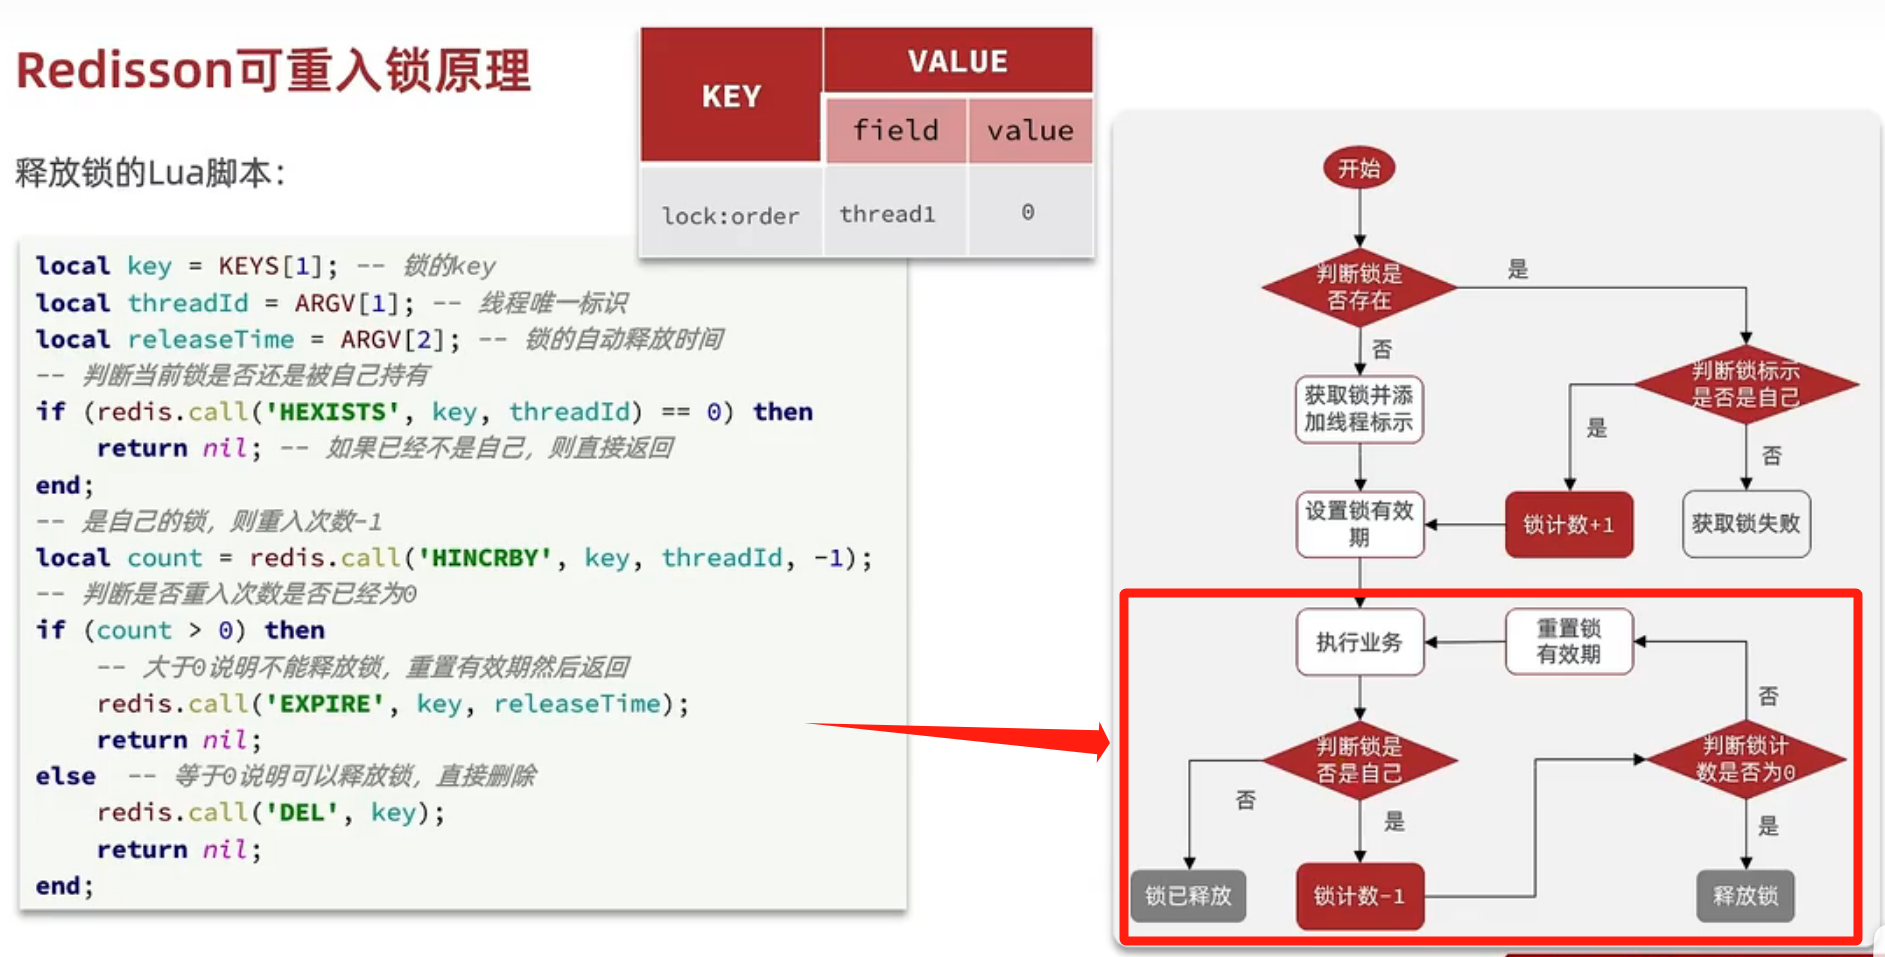 Redisson可重入锁原理
释放锁的Lua脚本：
KEY
VALUE
field
value
lock:order
thread1
0
local key = KEYS[1]; -- 锁的key
local threadId = ARGV[1]; -- 线程唯一标识
local releaseTime = ARGV[2]; -- 锁的自动释放时间
-- 判断当前锁是否还是被自己持有
if (redis.call('HEXISTS', key, threadId) == 0) then
    return nil; -- 如果已经不是自己，则直接返回
end;
-- 是自己的锁，则重入次数-1
local count = redis.call('HINCRBY', key, threadId, -1);
-- 判断是否重入次数是否已经为0
if (count > 0) then
    -- 大于0说明不能释放锁，重置有效期然后返回
    redis.call('EXPIRE', key, releaseTime);
    return nil;
else  -- 等于0说明可以释放锁，直接删除
    redis.call('DEL', key);
    return nil;
end;
开始
判断锁是
否存在
是
否
获取锁并添
加线程标示
判断锁标示
是否是自己
是
否
设置锁有效
期
锁计数+1
获取锁失败
执行业务
重置锁
有效期
否
判断锁是
否是自己
判断锁计
数是否为0
否
是
是
锁已释放
锁计数-1
释放锁